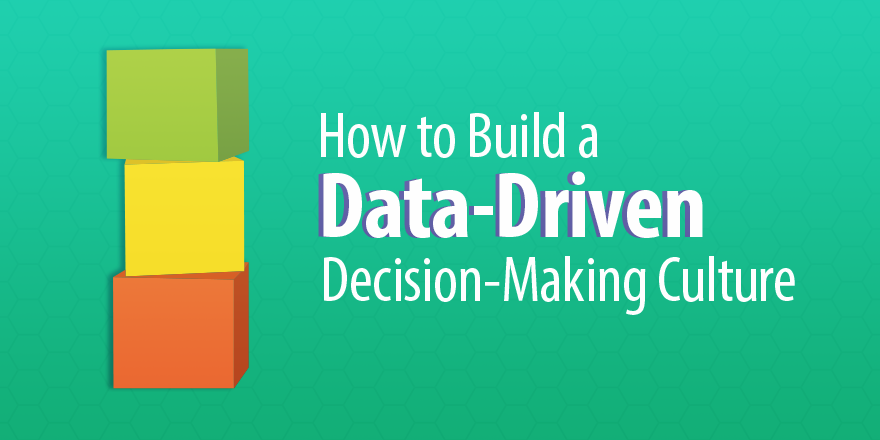 How to Build a
Data-Driven
Decision-Making Culture